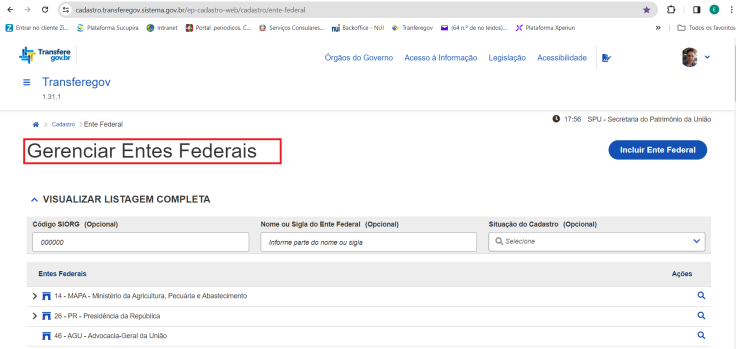 cadastro.transferegov.sistema.gov.br/ep-cadastro-web/cadastro/ente-federal
Entrar no cliente Zi... Plataforma Sucupira Intranet Portal .periodicos. C... Serviços Consulares... nuı Backoffice - NUI Tranferegov (64 n.º de no leídos)... Plataforma Xperiun » Todos os favoritos
Transfere
gov.br
Órgãos do Governo Acesso à Informação Legislação Acessibilidade
Transferegov
1.31.1
> Cadastro > Ente Federal
17:56 SPU - Secretaria do Patrimônio da União
Gerenciar Entes Federais
Incluir Ente Federal
VISUALIZAR LISTAGEM COMPLETA
Código SIORG (Opcional) Nome ou Sigla do Ente Federal (Opcional) Situação do Cadastro (Opcional)
000000 Informe parte do nome ou sigla Selecione
Entes Federais Ações
14 - MAPA - Ministério da Agricultura, Pecuária e Abastecimento
26 - PR - Presidência da República
46 - AGU - Advocacia-Geral da União